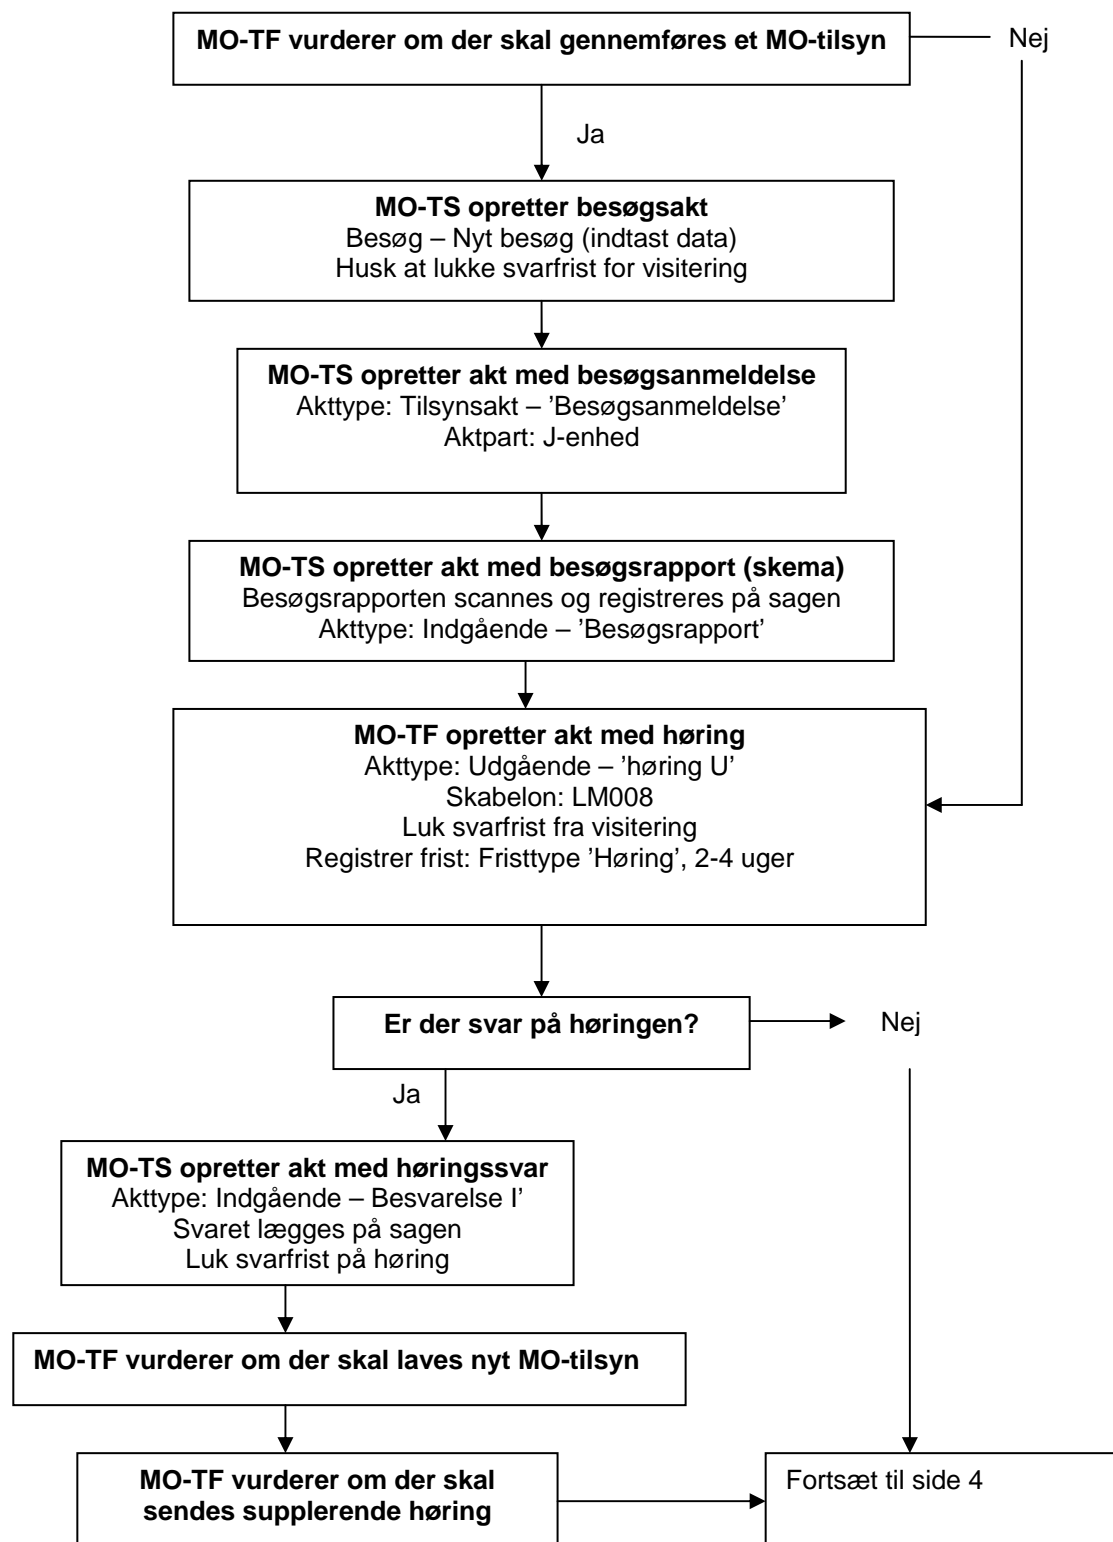 MO-TF vurderer om der skal gennemføres et MO-tilsyn
Nej
Ja
MO-TS opretter besøgsakt
Besøg – Nyt besøg (indtast data)
Husk at lukke svarfrist for visitering
MO-TS opretter akt med besøgsanmeldelse
Akttype: Tilsynsakt – ’Besøgsanmeldelse’
Aktpart: J-enhed
MO-TS opretter akt med besøgsrapport (skema)
Besøgsrapporten scannes og registreres på sagen
Akttype: Indgående – ’Besøgsrapport’
MO-TF opretter akt med høring
Akttype: Udgående – ’høring U’
Skabelon: LM008
Luk svarfrist fra visitering
Registrer frist: Fristtype ’Høring’, 2-4 uger
Er der svar på høringen?
Nej
Ja
MO-TS opretter akt med høringssvar
Akttype: Indgående – Besvarelse I’
Svaret lægges på sagen
Luk svarfrist på høring
MO-TF vurderer om der skal laves nyt MO-tilsyn
MO-TF vurderer om der skal
sendes supplerende høring
Fortsæt til side 4